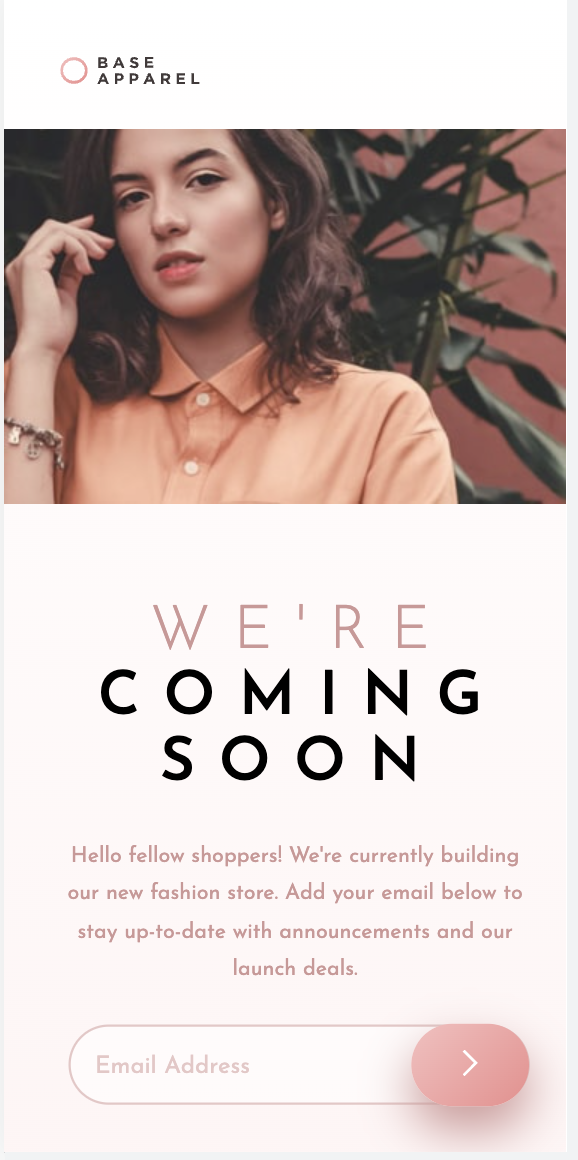 BASE
APPAREL
WE'RE
COMING
SOON
Hello fellow shoppers! We're currently building
our new fashion store. Add your email below to
stay up-to-date with announcements and our
launch deals.
Email Address